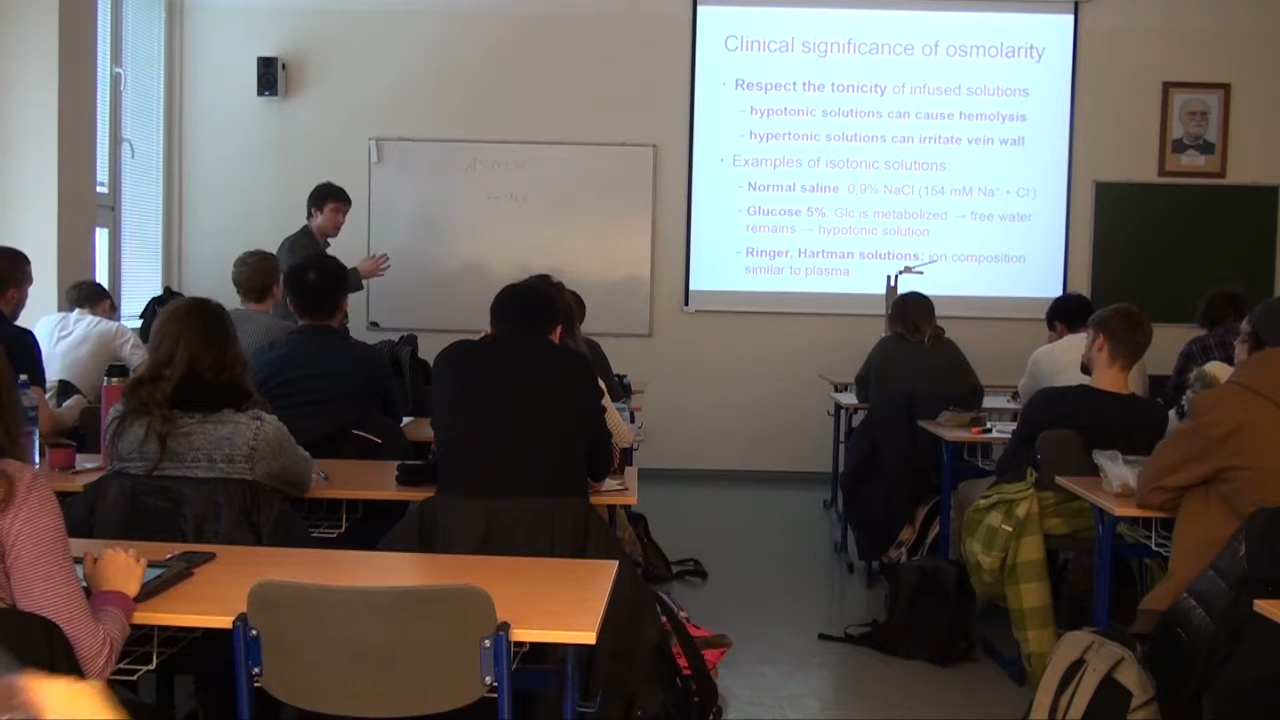 Clinical significance of osmolarity
· Respect the tonicity of infused solutions
- hypotonic solutions can cause hemolysis
- hypertonic solutions can irritate vein wall
· Examples of isotonic solutions:
- Normal saline 0,9% NaCl (154 mM Na⁺ + Cl⁻)
- Glucose 5% Glc is metabolized → free water
remains → hypotonic solution
- Ringer, Hartman solutions: ion composition
similar to plasma